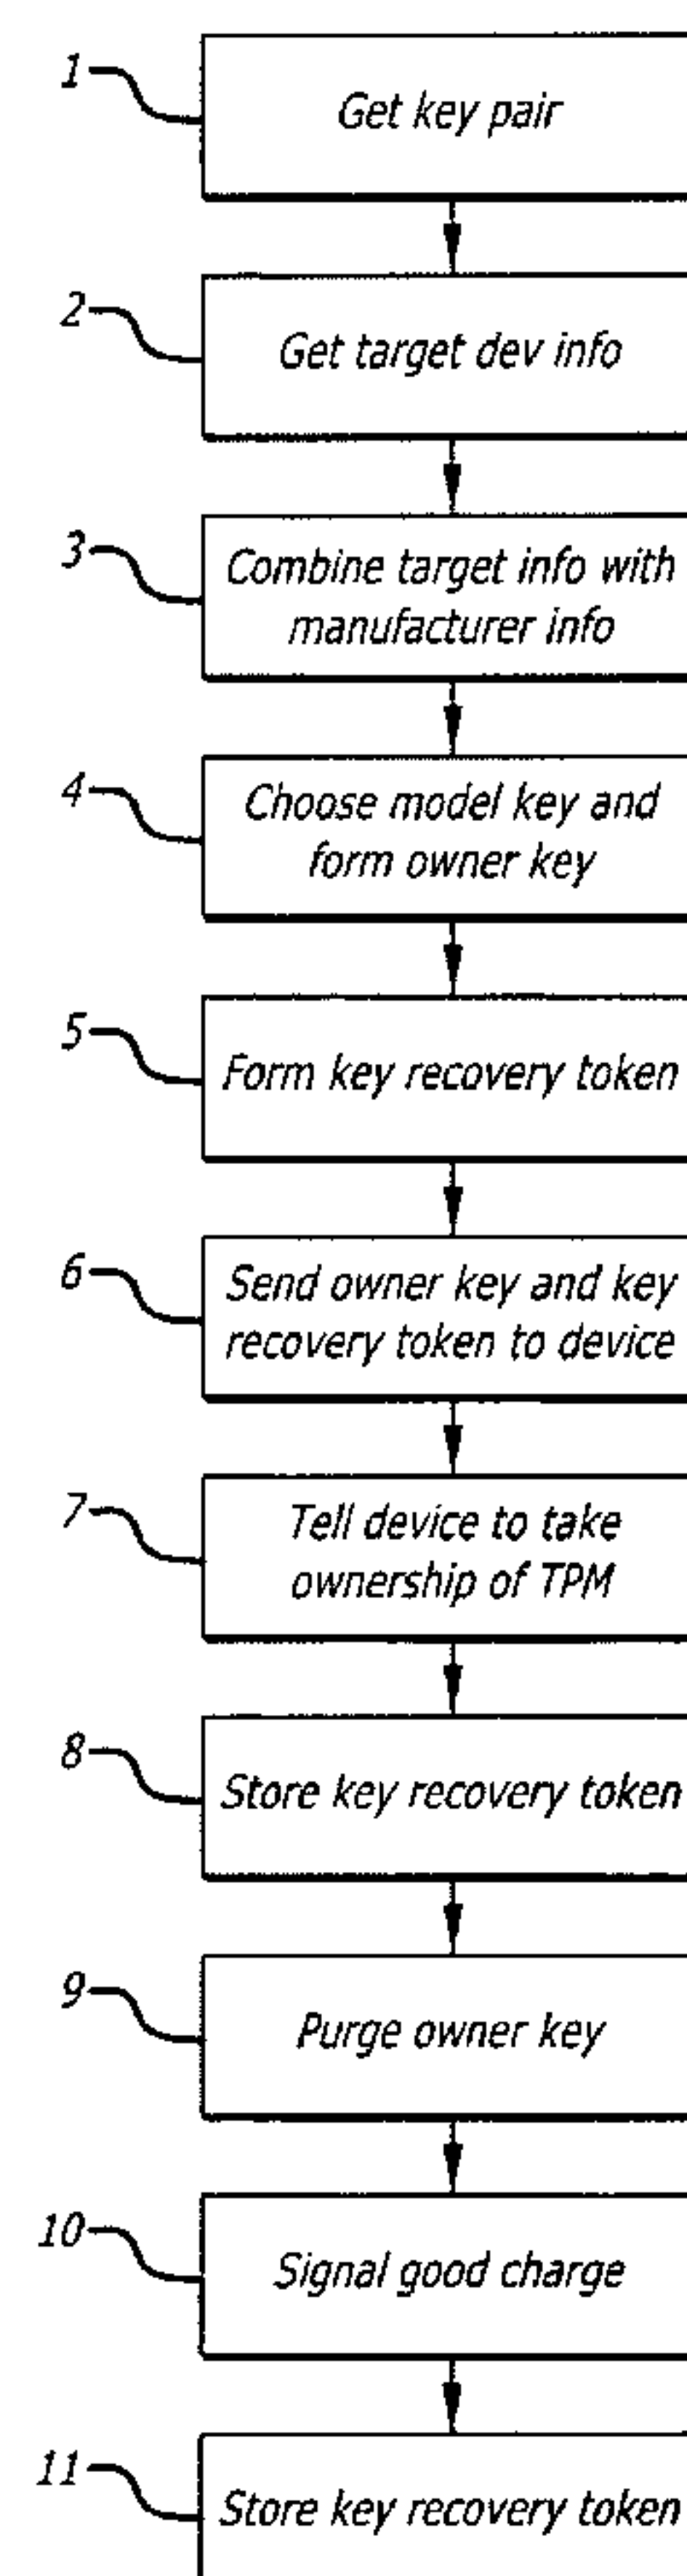 1
Get key pair
2
Get target dev info
3
Combine target info with
manufacturer info
4
Choose model key and
form owner key
5
Form key recovery token
6
Send owner key and key
recovery token to device
7
Tell device to take
ownership of TPM
8
Store key recovery token
9
Purge owner key
10
Signal good charge
11
Store key recovery token